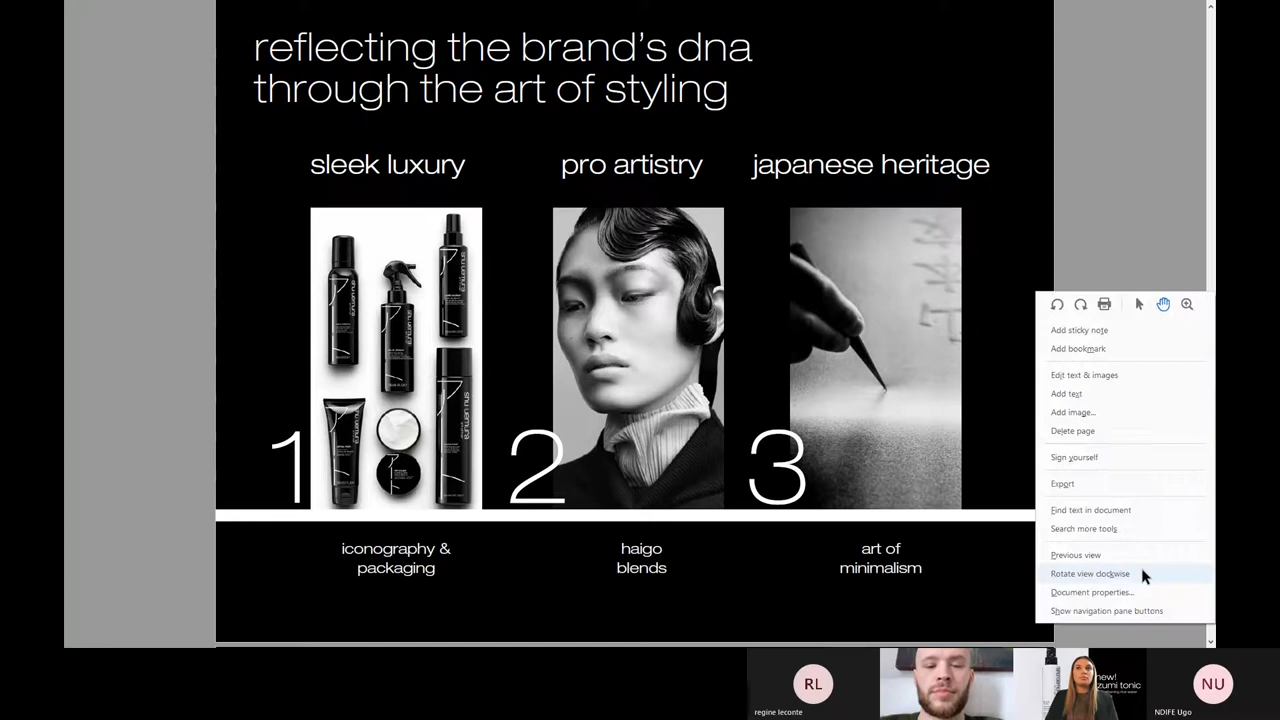 reflecting the brand's dna
through the art of styling
sleek luxury
pro artistry
japanese heritage
1
2
3
iconography &
packaging
haigo
blends
art of
minimalism
Add sticky note
Add bookmark
Edit text & images
Add text
Add image...
Delete page
Sign yourself
Export
Find text in document
Search more tools
Previous view
Rotate view clockwise
Document properties...
Show navigation pane buttons
RL
regine leconte
new!
zumi tonic
NU
NDIFE Ugo